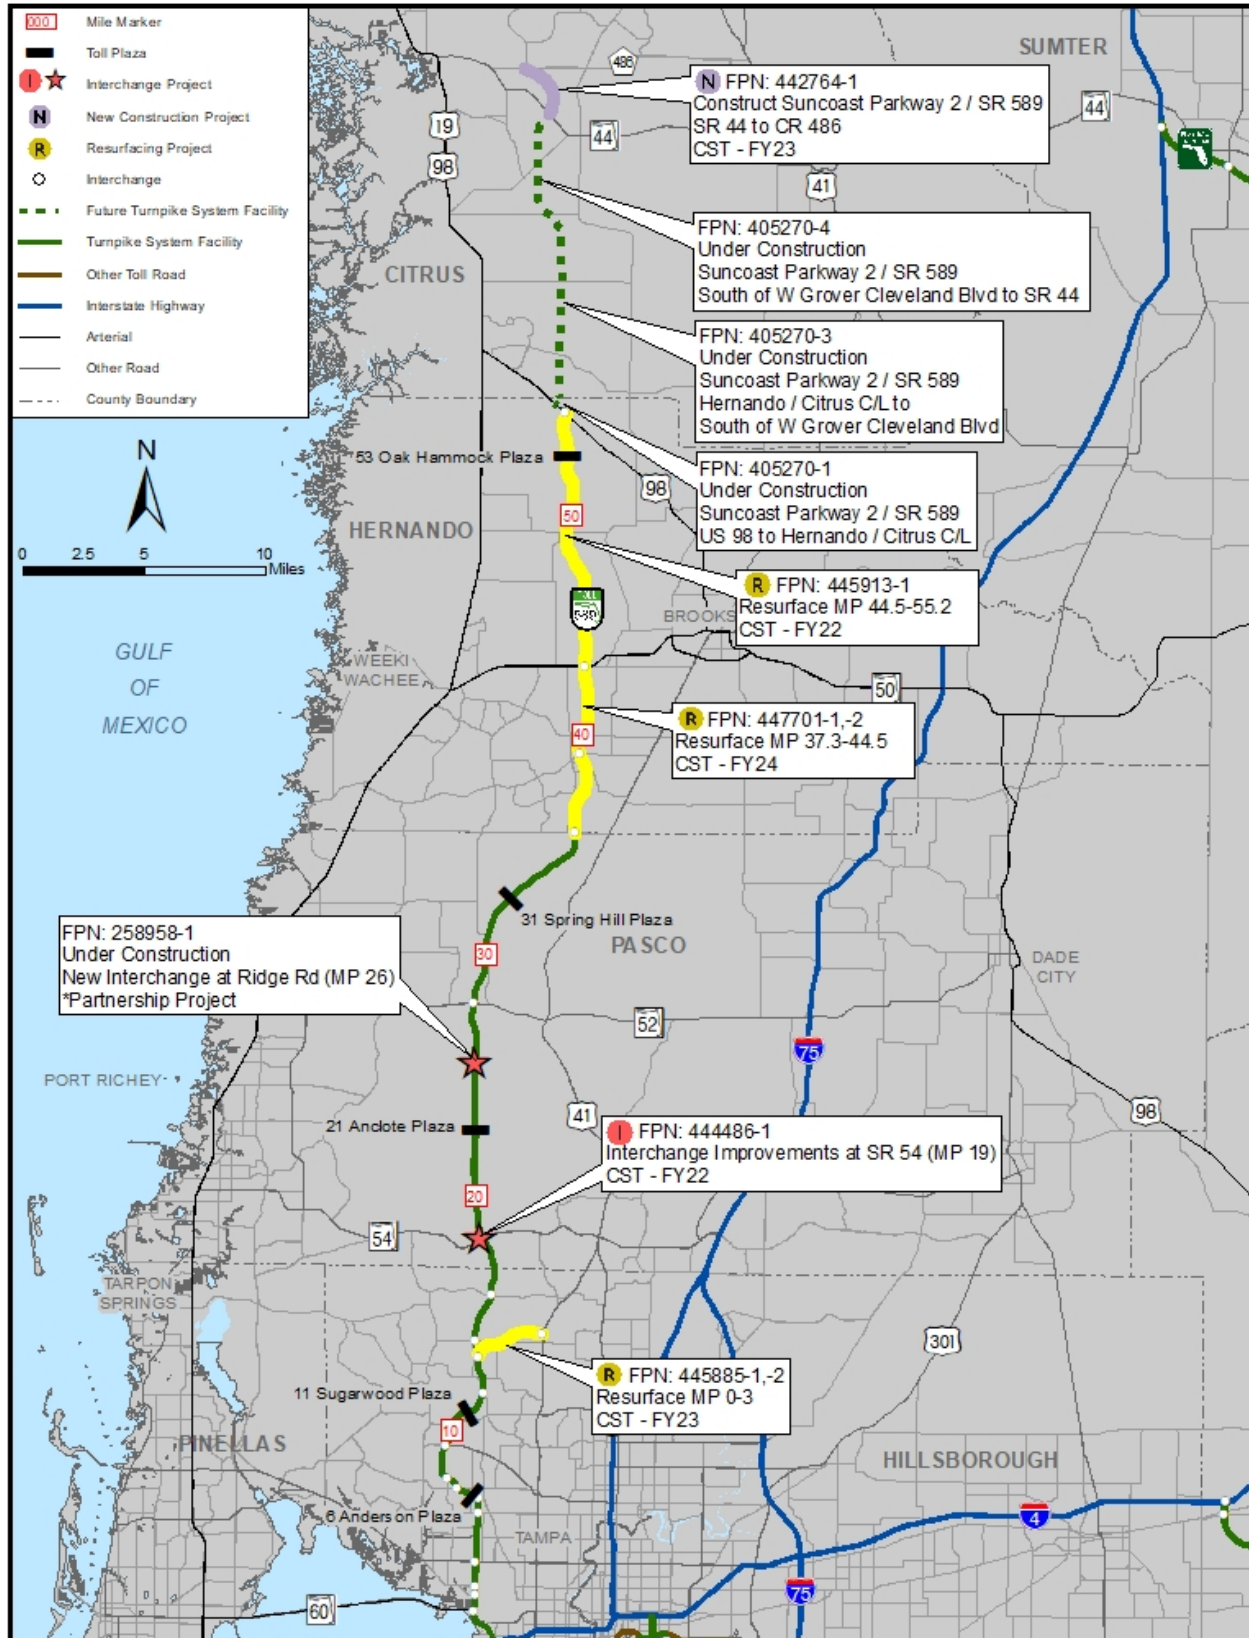 000 Mile Marker
Toll Plaza
I Interchange Project
N New Construction Project
R Resurfacing Project
Interchange
Future Turnpike System Facility
Turnpike System Facility
Other Toll Road
Interstate Highway
Arterial
Other Road
County Boundary
N
0 2.5 5 10
Miles
SUMTER
486
N FPN: 442764-1
Construct Suncoast Parkway 2 / SR 589
SR 44 to CR 486
CST - FY23
19
98
44
44
41
CITRUS
FPN: 405270-4
Under Construction
Suncoast Parkway 2 / SR 589
South of W Grover Cleveland Blvd to SR 44
FPN: 405270-3
Under Construction
Suncoast Parkway 2 / SR 589
Hernando / Citrus C/L to
South of W Grover Cleveland Blvd
53 Oak Hammock Plaza
98
FPN: 405270-1
Under Construction
Suncoast Parkway 2 / SR 589
US 98 to Hernando / Citrus C/L
50
HERNANDO
R FPN: 445913-1
Resurface MP 44.5-55.2
CST - FY22
TOLL
589
BROOKS
GULF
OF
MEXICO
WEEKI
WACHEE
50
R FPN: 447701-1,-2
Resurface MP 37.3-44.5
CST - FY24
40
31 Spring Hill Plaza
FPN: 258958-1
Under Construction
New Interchange at Ridge Rd (MP 26)
*Partnership Project
30
PASCO
DADE
CITY
52
75
PORT RICHEY
98
21 Anclote Plaza
41
I FPN: 444486-1
Interchange Improvements at SR 54 (MP 19)
CST - FY22
20
54
TARPON
SPRINGS
301
R FPN: 445885-1,-2
Resurface MP 0-3
CST - FY23
11 Sugarwood Plaza
10
PINELLAS
HILLSBOROUGH
6 Anderson Plaza
TAMPA
4
75
60